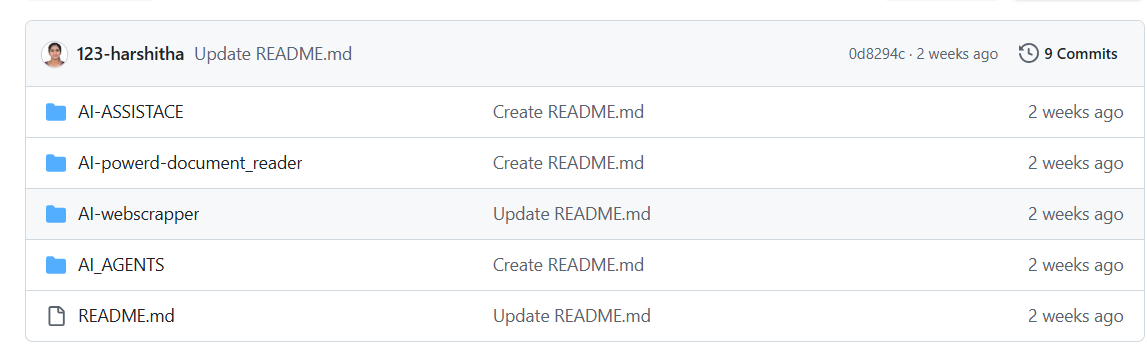 123-harshitha Update README.md 0d8294c · 2 weeks ago 9 Commits
AI-ASSISTACE Create README.md 2 weeks ago
AI-powerd-document_reader Create README.md 2 weeks ago
AI-webscrapper Update README.md 2 weeks ago
AI_AGENTS Create README.md 2 weeks ago
README.md Update README.md 2 weeks ago